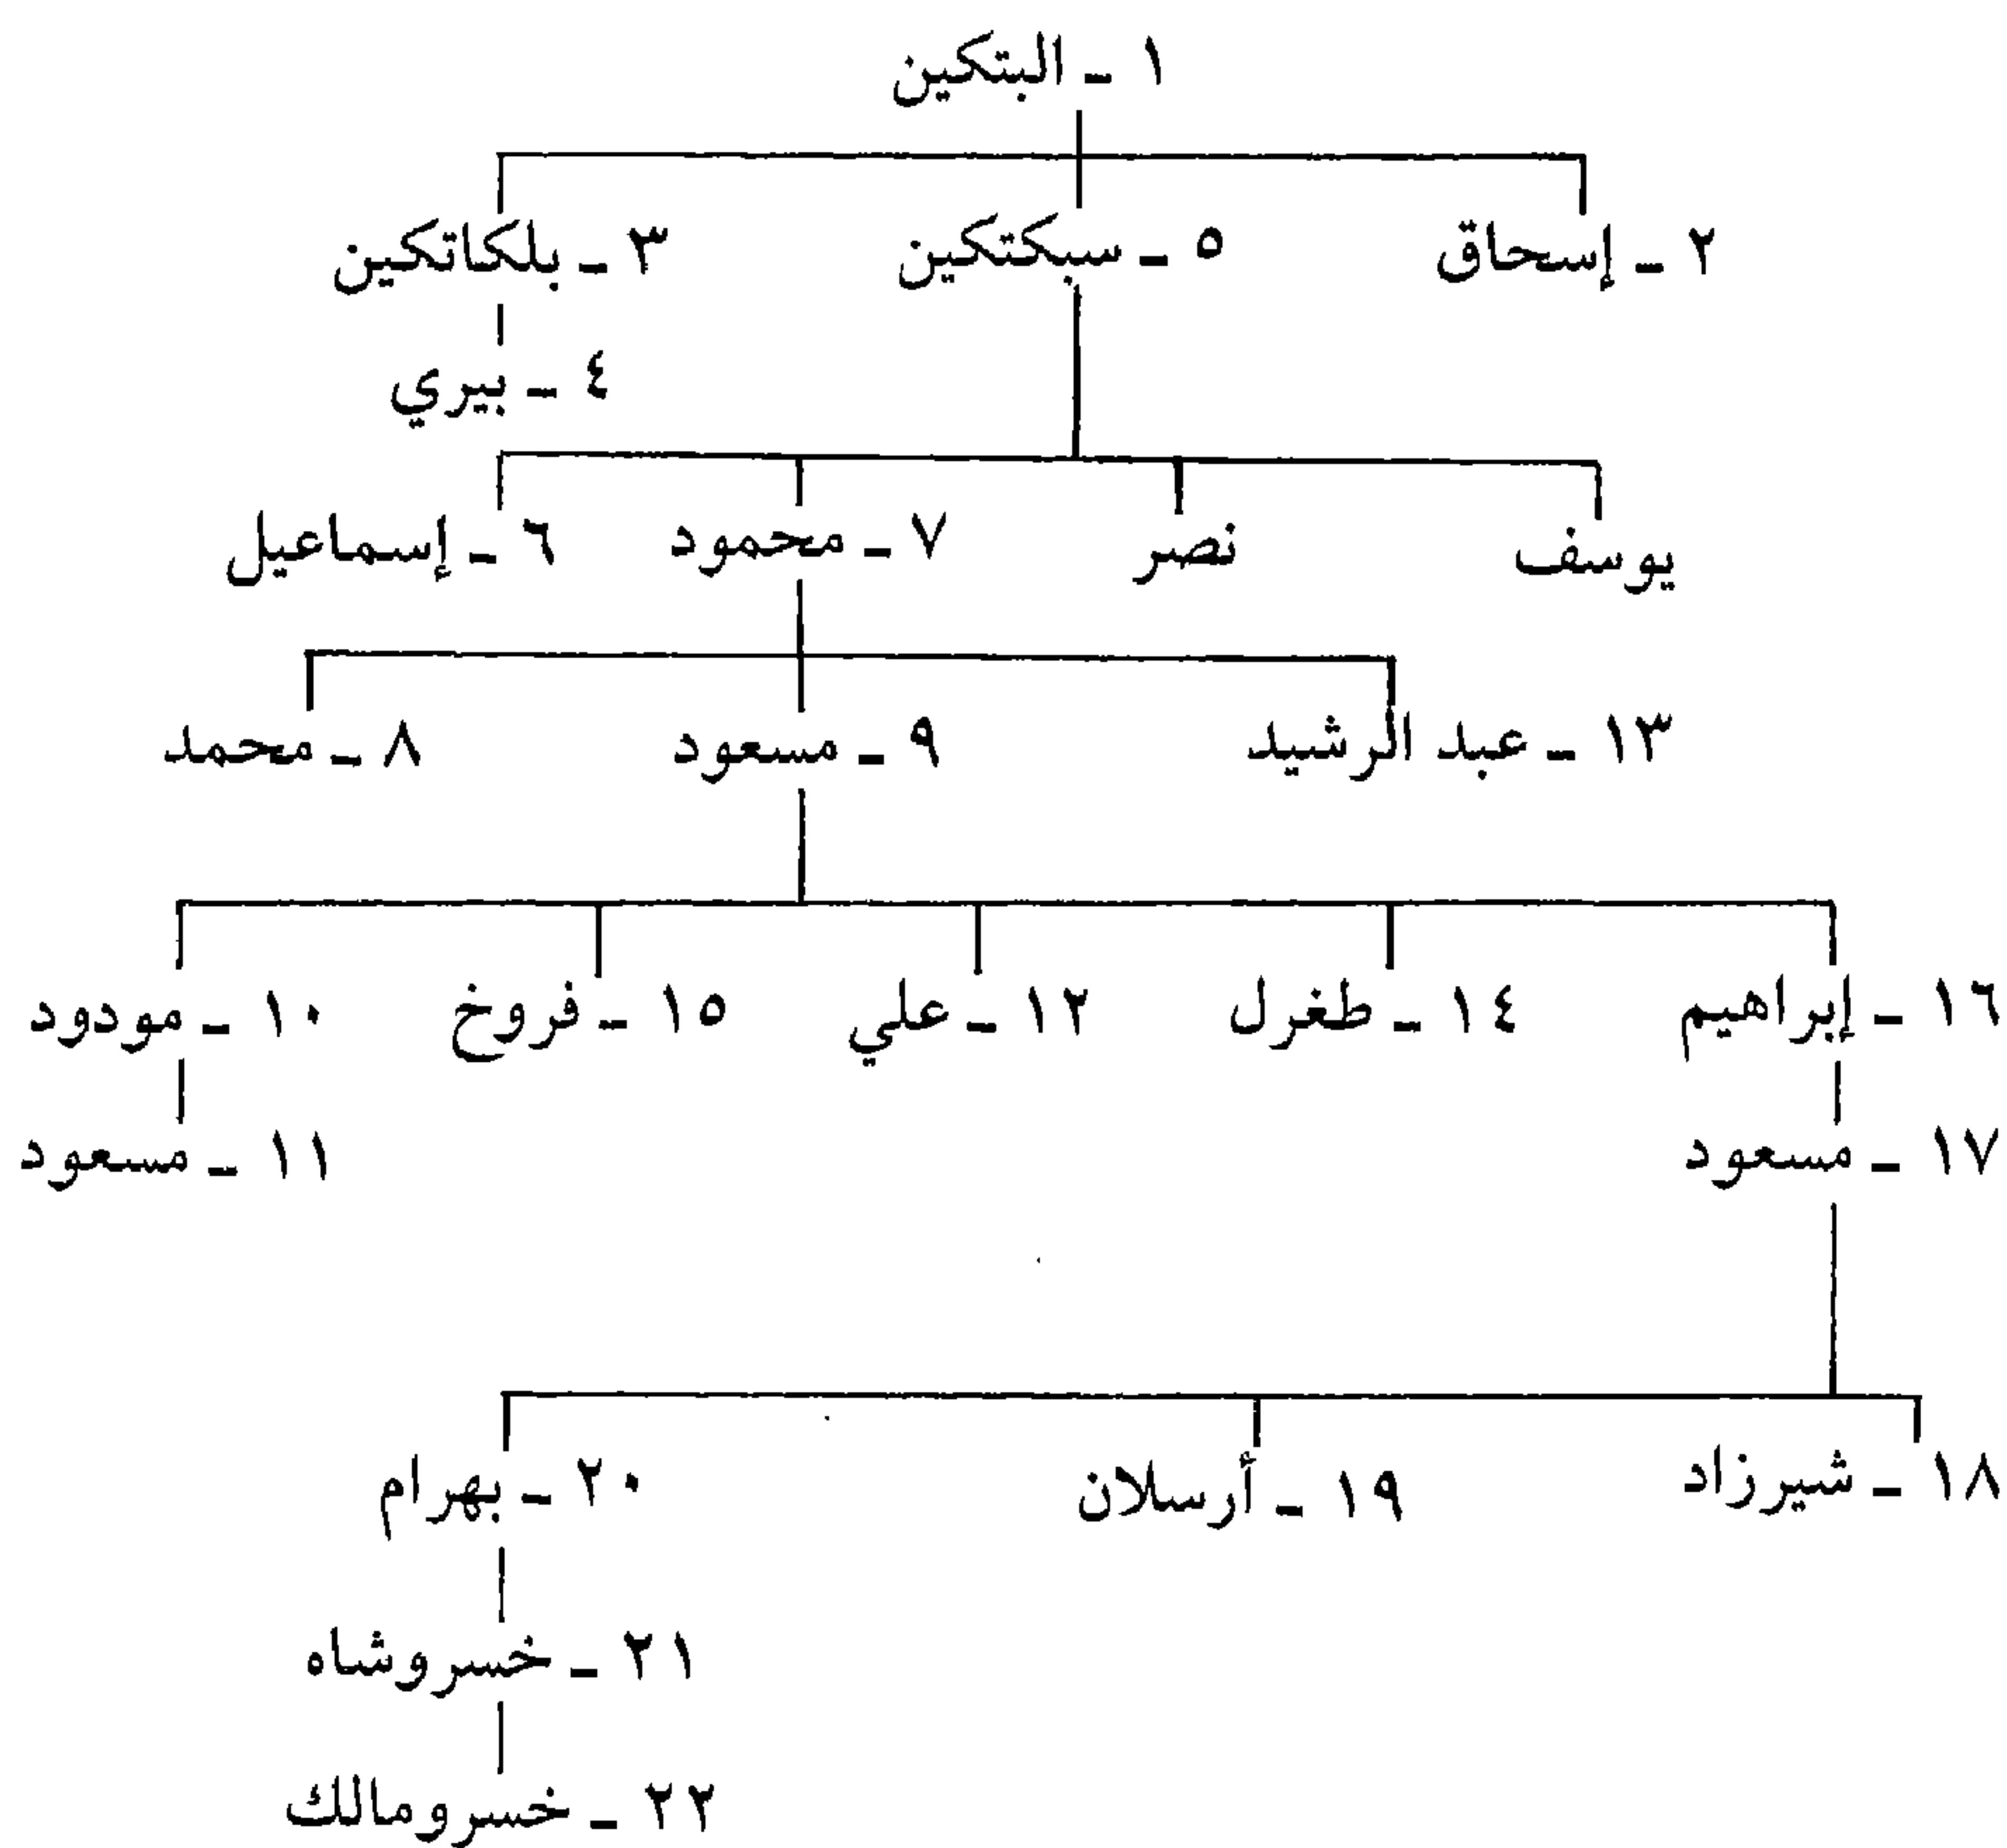 ١ - البتكين
٢ - إسحاق ٥ - سبكتكين ٣ - بلكاتكين
٤ - بيري
يوسف نصر ٧ - محمود ٦ - إسماعيل
١٣ - عبد الرشيد ٩ - مسعود ٨ - محمد
١٦ - إبراهيم ١٤ - طغرل ١٢ - علي ١٥ - فروخ ١٠ - مودود
١٧ - مسعود ١١ - مسعود
١٨ - شيرزاد ١٩ - أرسلان ٢٠ - بهرام
٢١ - خسروشاه
٢٢ - خسرومالك